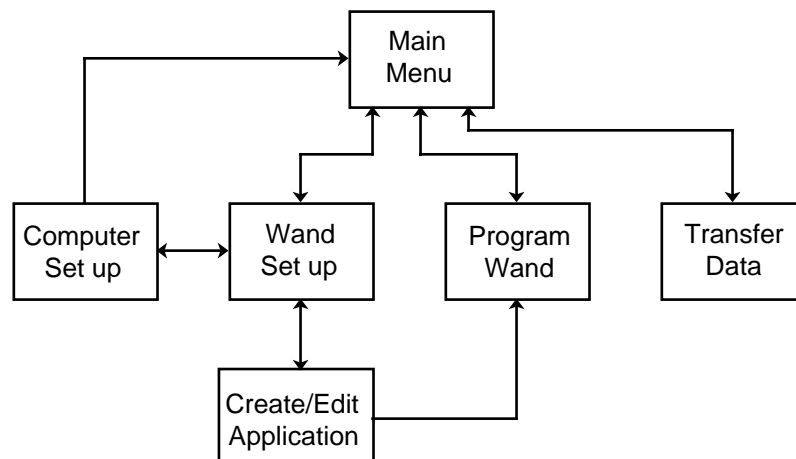 Main
Menu
Computer
Set up
Wand
Set up
Program
Wand
Transfer
Data
Create/Edit
Application